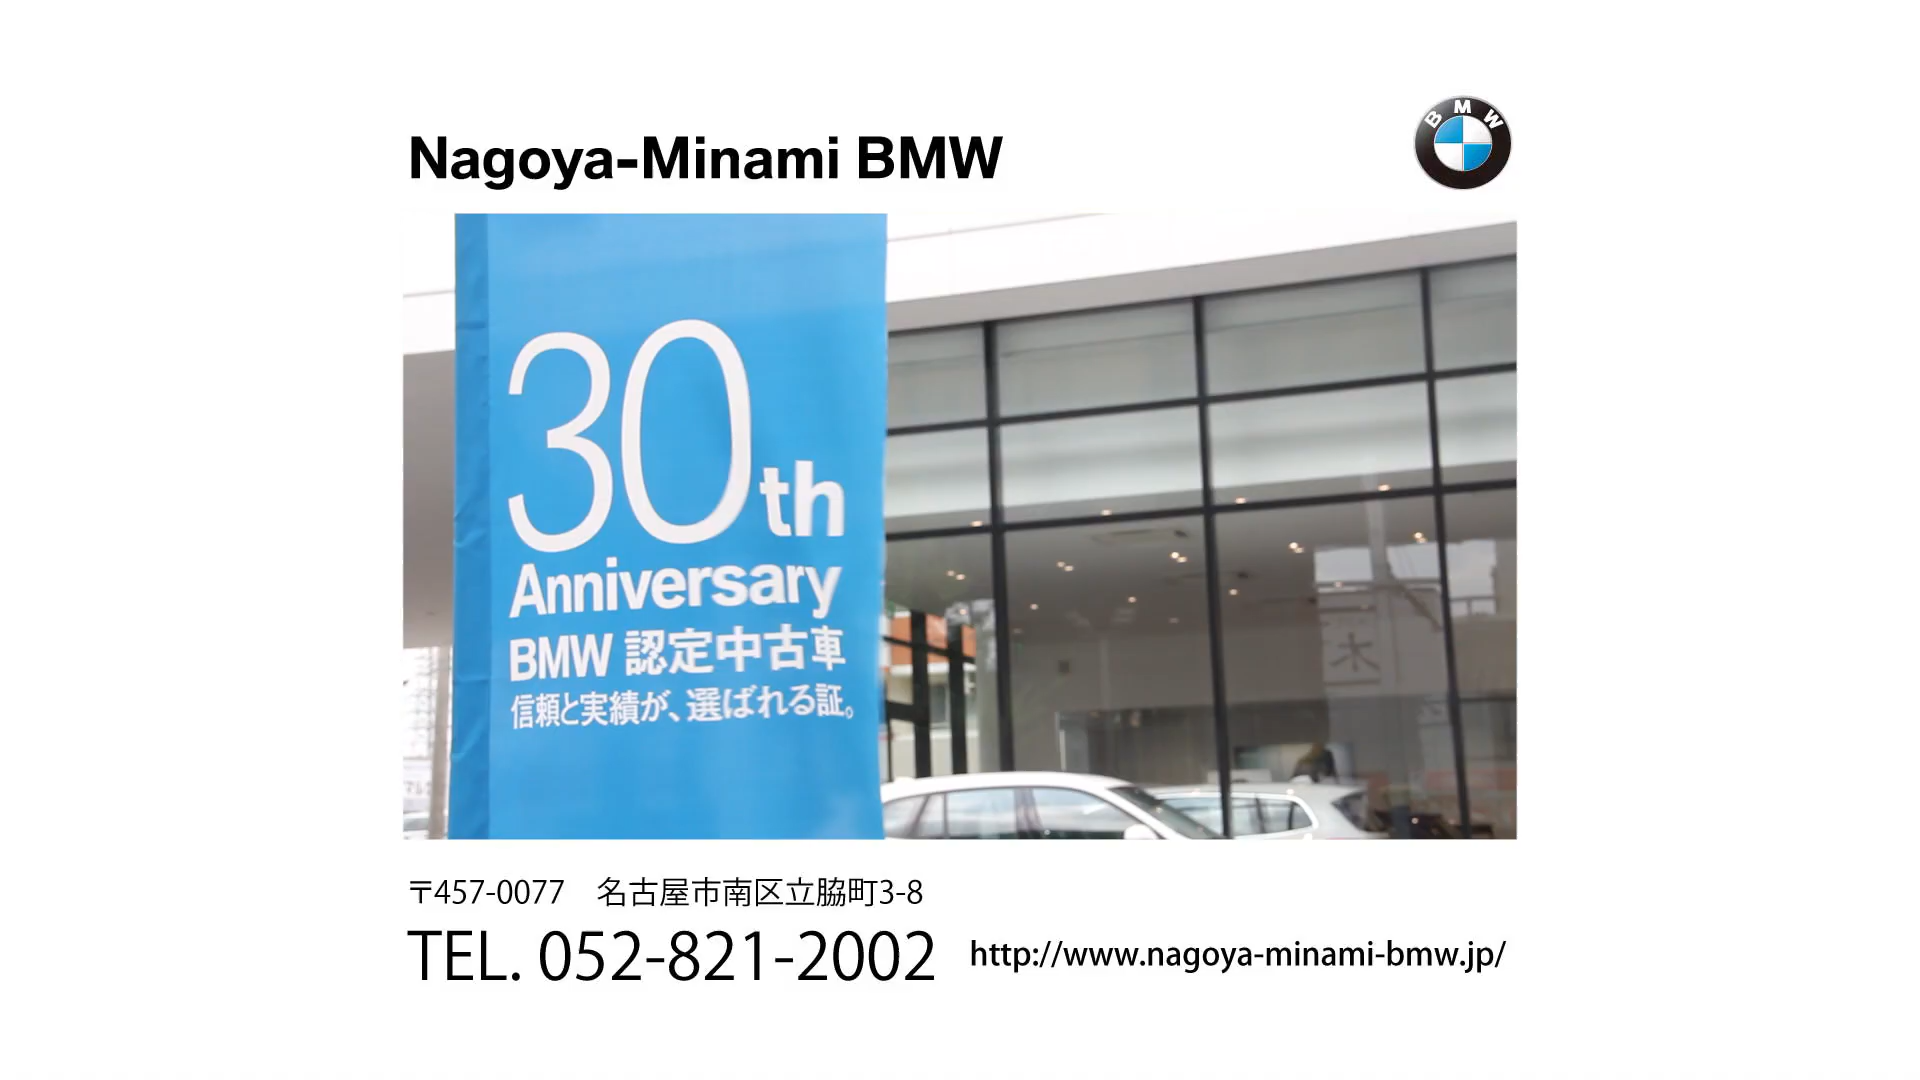 Nagoya-Minami BMW
BMW
30th
Anniversary
BMW 認定中古車
信頼と実績が、選ばれる証。
〒457-0077　名古屋市南区立脇町3-8
TEL. 052-821-2002
http://www.nagoya-minami-bmw.jp/